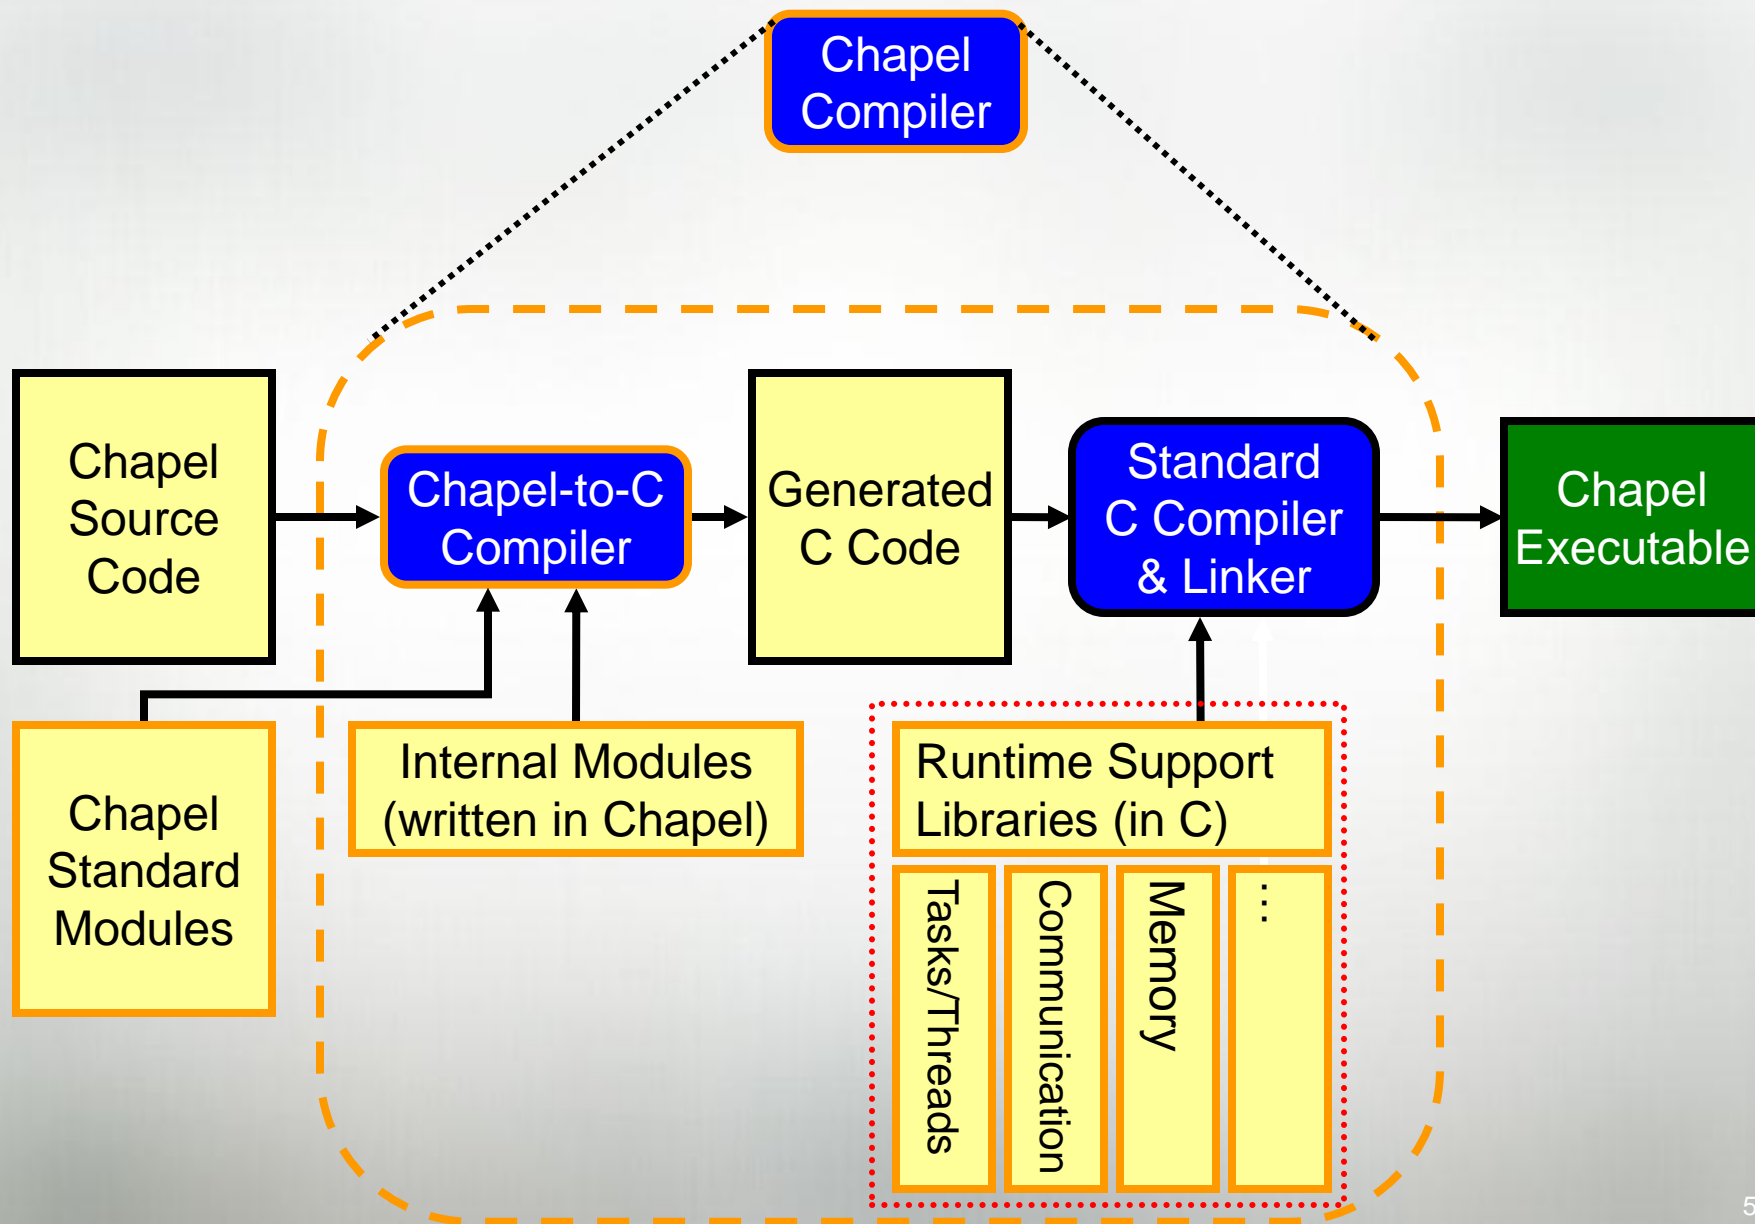 Chapel
Compiler
Chapel
Source
Code
Chapel-to-C
Compiler
Generated
C Code
Standard
C Compiler
& Linker
Chapel
Executable
Chapel
Standard
Modules
Internal Modules
(written in Chapel)
Runtime Support
Libraries (in C)
Tasks/Threads
Communication
Memory
...
5